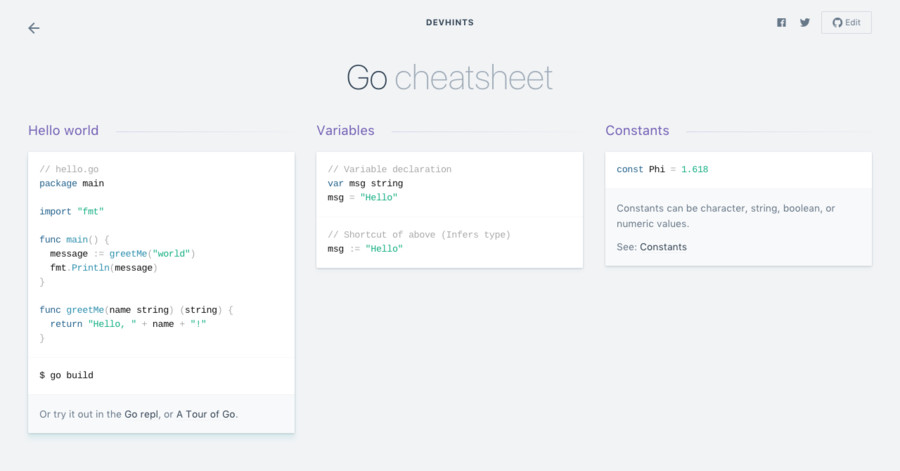 DEVHINTS
Edit
Go cheatsheet
Hello world
// hello.go
package main
import "fmt"
func main() {
  message := greetMe("world")
  fmt.Println(message)
}
func greetMe(name string) (string) {
  return "Hello, " + name + "!"
}
$ go build
Or try it out in the Go repl, or A Tour of Go.
Variables
// Variable declaration
var msg string
msg = "Hello"
// Shortcut of above (Infers type)
msg := "Hello"
Constants
const Phi = 1.618
Constants can be character, string, boolean, or
numeric values.
See: Constants